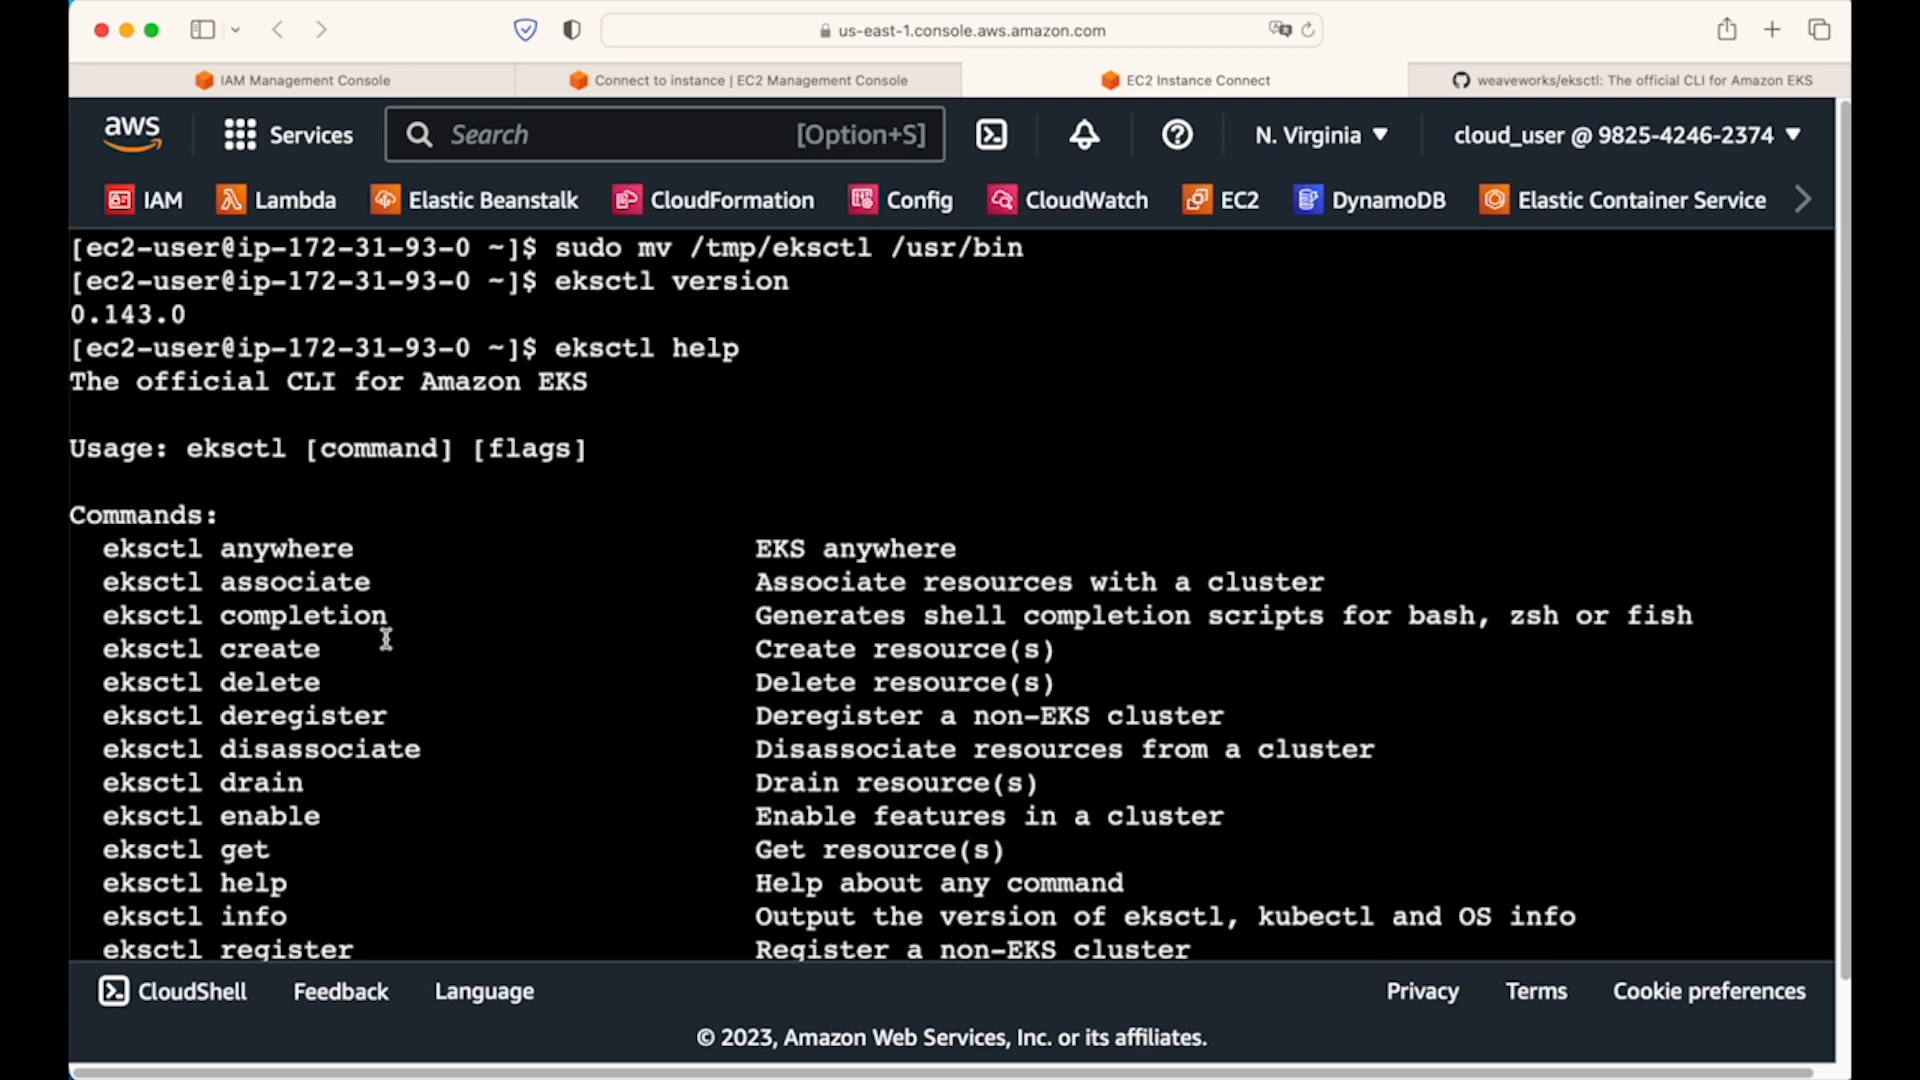 us-east-1.console.aws.amazon.com
IAM Management Console
Connect to instance | EC2 Management Console
EC2 Instance Connect
weaveworks/eksctl: The official CLI for Amazon EKS
aws
Services
Search
[Option+S]
N. Virginia
cloud_user @ 9825-4246-2374
IAM
Lambda
Elastic Beanstalk
CloudFormation
Config
CloudWatch
EC2
DynamoDB
Elastic Container Service
[ec2-user@ip-172-31-93-0 ~]$ sudo mv /tmp/eksctl /usr/bin
[ec2-user@ip-172-31-93-0 ~]$ eksctl version
0.143.0
[ec2-user@ip-172-31-93-0 ~]$ eksctl help
The official CLI for Amazon EKS
Usage: eksctl [command] [flags]
Commands:
eksctl anywhere EKS anywhere
eksctl associate Associate resources with a cluster
eksctl completion Generates shell completion scripts for bash, zsh or fish
eksctl create Create resource(s)
eksctl delete Delete resource(s)
eksctl deregister Deregister a non-EKS cluster
eksctl disassociate Disassociate resources from a cluster
eksctl drain Drain resource(s)
eksctl enable Enable features in a cluster
eksctl get Get resource(s)
eksctl help Help about any command
eksctl info Output the version of eksctl, kubectl and OS info
eksctl register Register a non-EKS cluster
CloudShell
Feedback
Language
Privacy
Terms
Cookie preferences
© 2023, Amazon Web Services, Inc. or its affiliates.